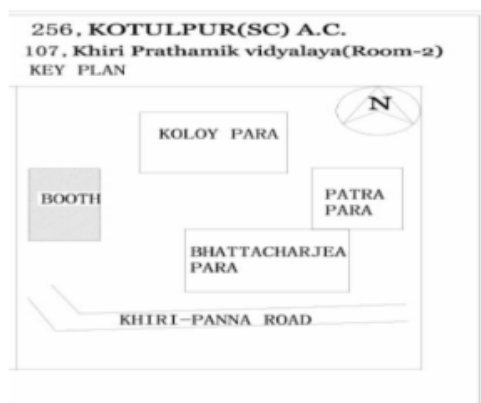 256, KOTULPUR(SC) A.C.
107, Khiri Prathamik vidyalaya(Room-2)
KEY PLAN
N
KOLOY PARA
BOOTH
PATRA
PARA
BHATTACHARJEA
PARA
KHIRI-PANNA ROAD